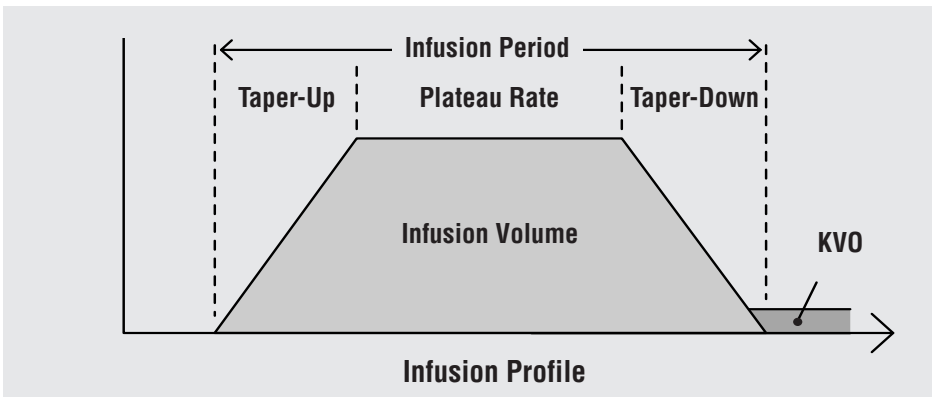 Infusion Period
Taper-Up
Plateau Rate
Taper-Down
Infusion Volume
KVO
Infusion Profile